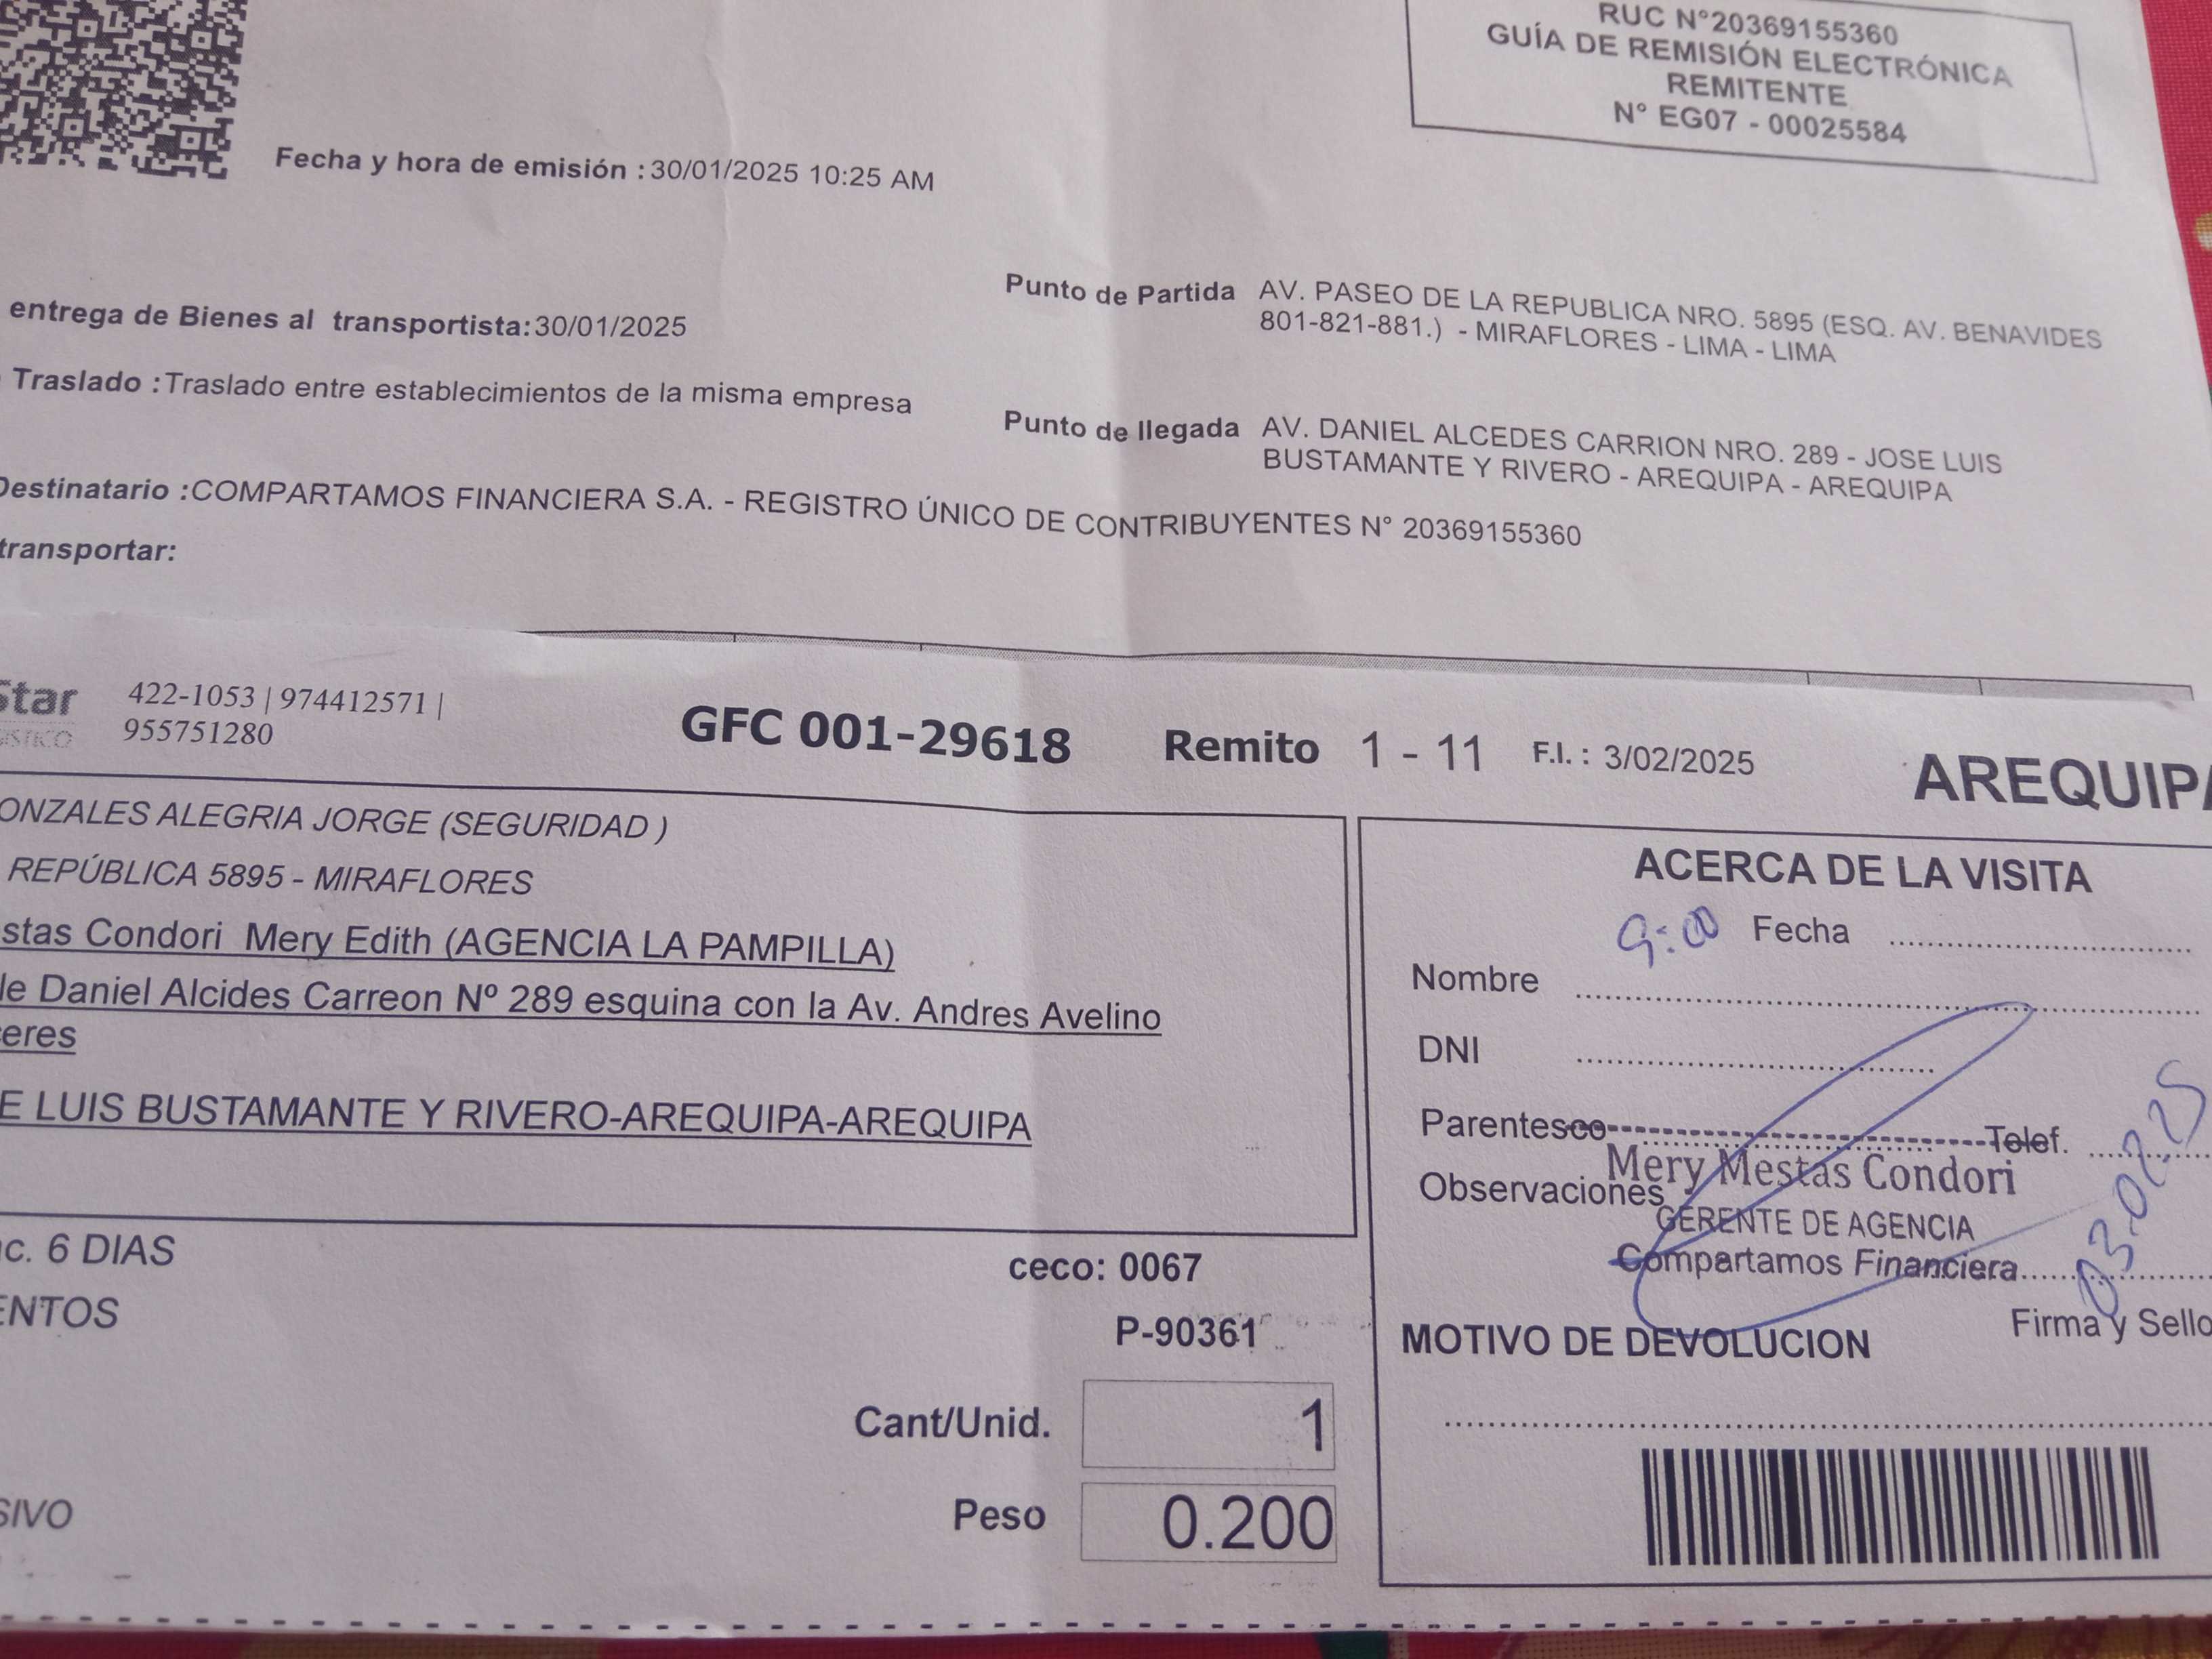 RUC N°20369155360
GUÍA DE REMISIÓN ELECTRÓNICA
REMITENTE
N° EG07 - 00025584
Fecha y hora de emisión :30/01/2025 10:25 AM
entrega de Bienes al transportista:30/01/2025
Punto de Partida AV. PASEO DE LA REPUBLICA NRO. 5895 (ESQ. AV. BENAVIDES
801-821-881.) - MIRAFLORES - LIMA - LIMA
Traslado :Traslado entre establecimientos de la misma empresa
Punto de llegada AV. DANIEL ALCEDES CARRION NRO. 289 - JOSE LUIS
BUSTAMANTE Y RIVERO - AREQUIPA - AREQUIPA
Destinatario :COMPARTAMOS FINANCIERA S.A. - REGISTRO ÚNICO DE CONTRIBUYENTES N° 20369155360
transportar:
Star
422-1053 | 974412571 |
955751280
GFC 001-29618 Remito 1 - 11 F.I. : 3/02/2025 AREQUIPA
ONZALES ALEGRIA JORGE (SEGURIDAD )
REPÚBLICA 5895 - MIRAFLORES
stas Condori Mery Edith (AGENCIA LA PAMPILLA)
le Daniel Alcides Carreon Nº 289 esquina con la Av. Andres Avelino
ceres
E LUIS BUSTAMANTE Y RIVERO-AREQUIPA-AREQUIPA
c. 6 DIAS
ceco: 0067
ENTOS
P-90361
Cant/Unid. 1
SIVO
Peso 0.200
ACERCA DE LA VISITA
9:00 Fecha
Nombre
DNI
Parentesco Telef.
Mery Mestas Condori
Observaciones
GERENTE DE AGENCIA
Compartamos Financiera
03.02.25
Firma y Sello
MOTIVO DE DEVOLUCION